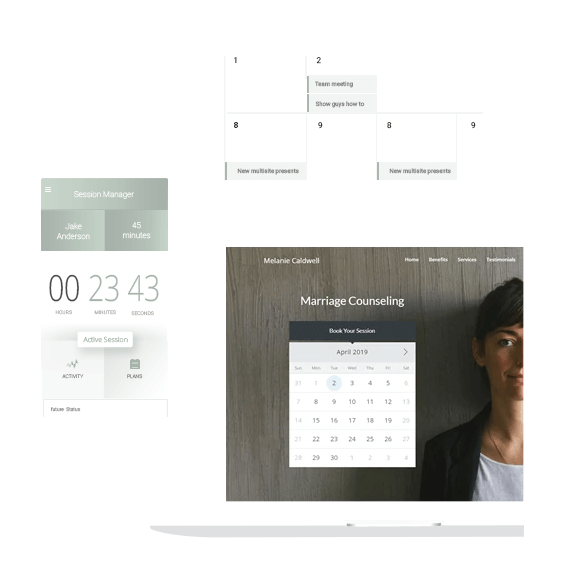 1 2
Team meeting
Show guys how to
8 9 8 9
New multisite presents New multisite presents
Session Manager
Jake
Anderson
45
minutes
00 23 43
HOURS MINUTES SECONDS
Active Session
ACTIVITY PLANS
future Status
Melanie Caldwell Home Benefits Services Testimonials
Marriage Counseling
Book Your Session
April 2019
Sun Mon Tue Wed Thu Fri Sat
31 1 2 3 4 5 6
7 8 9 10 11 12 13
14 15 16 17 18 19 20
21 22 23 24 25 26 27
28 29 30 1 2 3 4